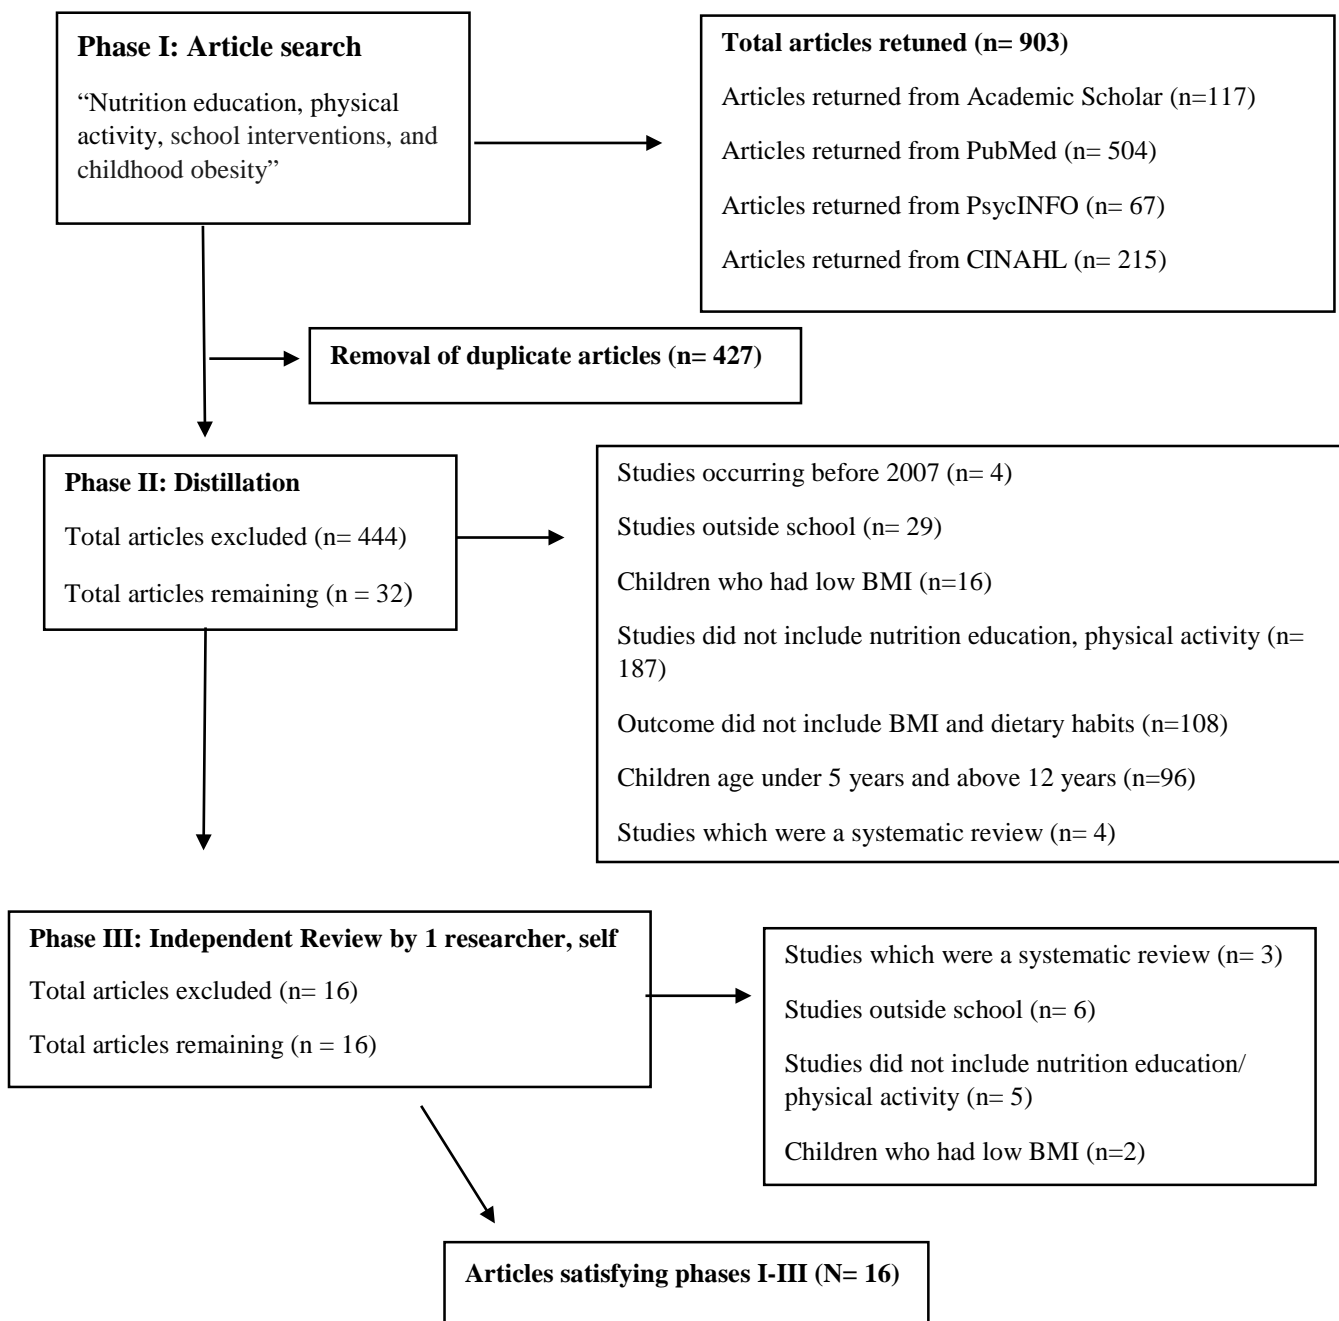 Phase I: Article search
“Nutrition education, physical
activity, school interventions, and
childhood obesity”
Total articles retuned (n= 903)
Articles returned from Academic Scholar (n=117)
Articles returned from PubMed (n= 504)
Articles returned from PsycINFO (n= 67)
Articles returned from CINAHL (n= 215)
Removal of duplicate articles (n= 427)
Phase II: Distillation
Total articles excluded (n= 444)
Total articles remaining (n = 32)
Studies occurring before 2007 (n= 4)
Studies outside school (n= 29)
Children who had low BMI (n=16)
Studies did not include nutrition education, physical activity (n=
187)
Outcome did not include BMI and dietary habits (n=108)
Children age under 5 years and above 12 years (n=96)
Studies which were a systematic review (n= 4)
Phase III: Independent Review by 1 researcher, self
Total articles excluded (n= 16)
Total articles remaining (n = 16)
Studies which were a systematic review (n= 3)
Studies outside school (n= 6)
Studies did not include nutrition education/
physical activity (n= 5)
Children who had low BMI (n=2)
Articles satisfying phases I-III (N= 16)